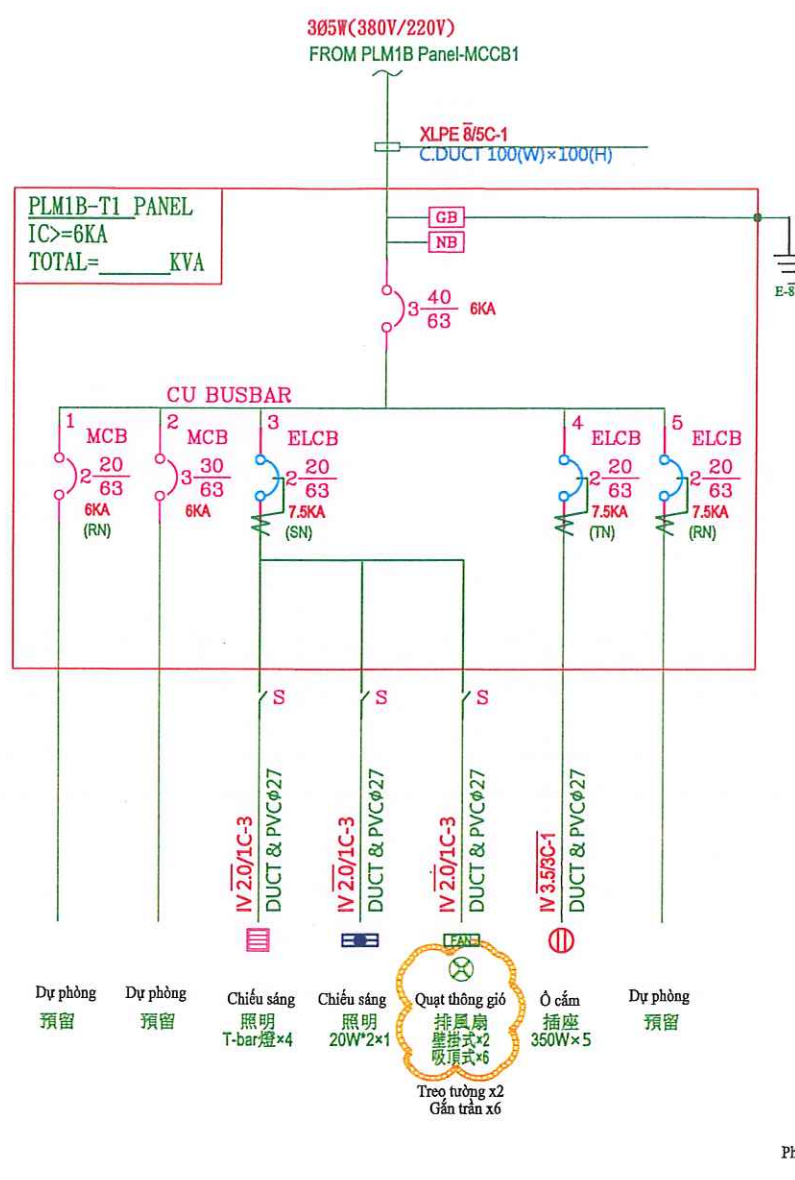 3Ø5W(380V/220V)
FROM PLM1B Panel-MCCB1
XLPE 8/5C-1
C.DUCT 100(W)×100(H)
PLM1B-T1 PANEL
IC>=6KA
TOTAL=______KVA
GB
NB
E-8
3 40/63 6KA
CU BUSBAR
1 MCB
2 20/63
6KA
(RN)
2 MCB
3 30/63
6KA
3 ELCB
2 20/63
7.5KA
(SN)
4 ELCB
2 20/63
7.5KA
(TN)
5 ELCB
2 20/63
7.5KA
(RN)
S
S
S
IV 2.0/1C-3
DUCT & PVCφ27
IV 2.0/1C-3
DUCT & PVCφ27
IV 2.0/1C-3
DUCT & PVCφ27
IV 3.5/3C-1
DUCT & PVCφ27
FAN
Dự phòng
預留
Dự phòng
預留
Chiếu sáng
照明
T-bar燈×4
Chiếu sáng
照明
20W*2×1
Quạt thông gió
排風扇
壁掛式×2
吸頂式×6
Treo tường x2
Gắn trần x6
Ô cắm
插座
350W×5
Dự phòng
預留
Ph